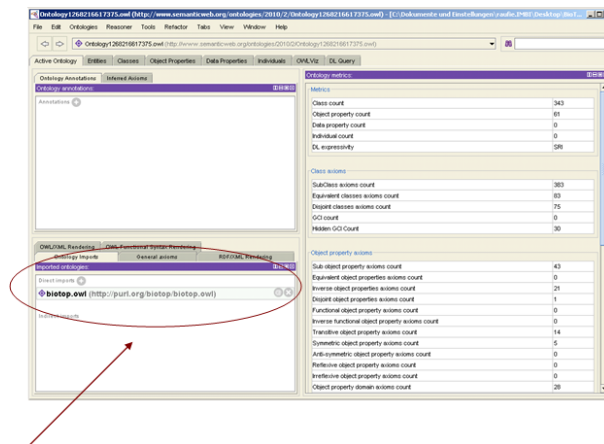 Ontology1268216617375.owl (http://www.semanticweb.org/ontologies/2010/2/Ontology1268216617375.owl) - [C:\Dokumente und Einstellungen\
File Edit Ontologies Reasoner Tools Refactor Tabs View Window Help
Ontology1268216617375.owl (http://www.semanticweb.org/ontologies/2010/2/Ontology1268216617375.owl)
Active Ontology Entities Classes Object Properties Data Properties Individuals OWLViz DL Query
Ontology Annotations Inferred Axioms
Ontology annotations:
Annotations
OWL/XML Rendering OWL Functional Syntax Rendering
Ontology Imports General axioms RDF/XML Rendering
Imported ontologies:
Direct imports
biotop.owl (http://purl.org/biotop/biotop.owl)
Indirect imports
Ontology metrics:
Metrics
Class count 343
Object property count 61
Data property count 0
Individual count 0
DL expressivity SRI
Class axioms
SubClass axioms count 383
Equivalent classes axioms count 83
Disjoint classes axioms count 75
GCI count 0
Hidden GCI Count 30
Object property axioms
Sub object property axioms count 43
Equivalent object properties axioms count 0
Inverse object properties axioms count 21
Disjoint object properties axioms count 1
Functional object property axioms count 0
Inverse functional object property axioms count 0
Transitive object property axioms count 14
Symmetric object property axioms count 5
Anti-symmetric object property axioms count 0
Reflexive object property axioms count 0
Irreflexive object property axioms count 0
Object property domain axioms count 28